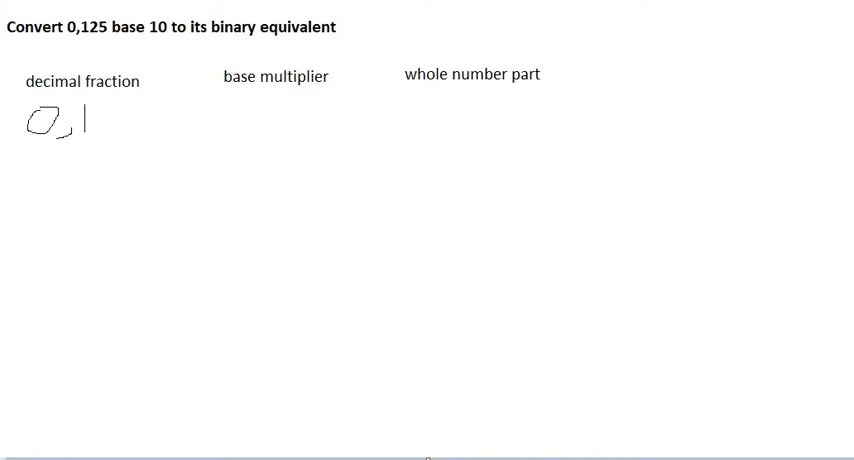 Convert 0,125 base 10 to its binary equivalent
decimal fraction base multiplier whole number part
0,1